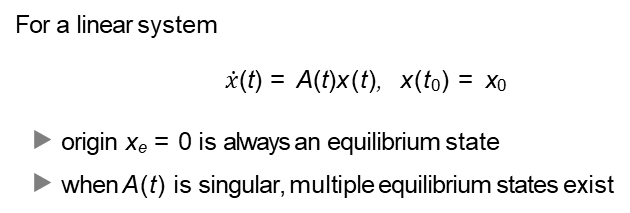 For a linear system
ẋ(t) = A(t)x(t), x(t₀) = x₀
▶ origin xₑ = 0 is always an equilibrium state
▶ when A(t) is singular, multiple equilibrium states exist